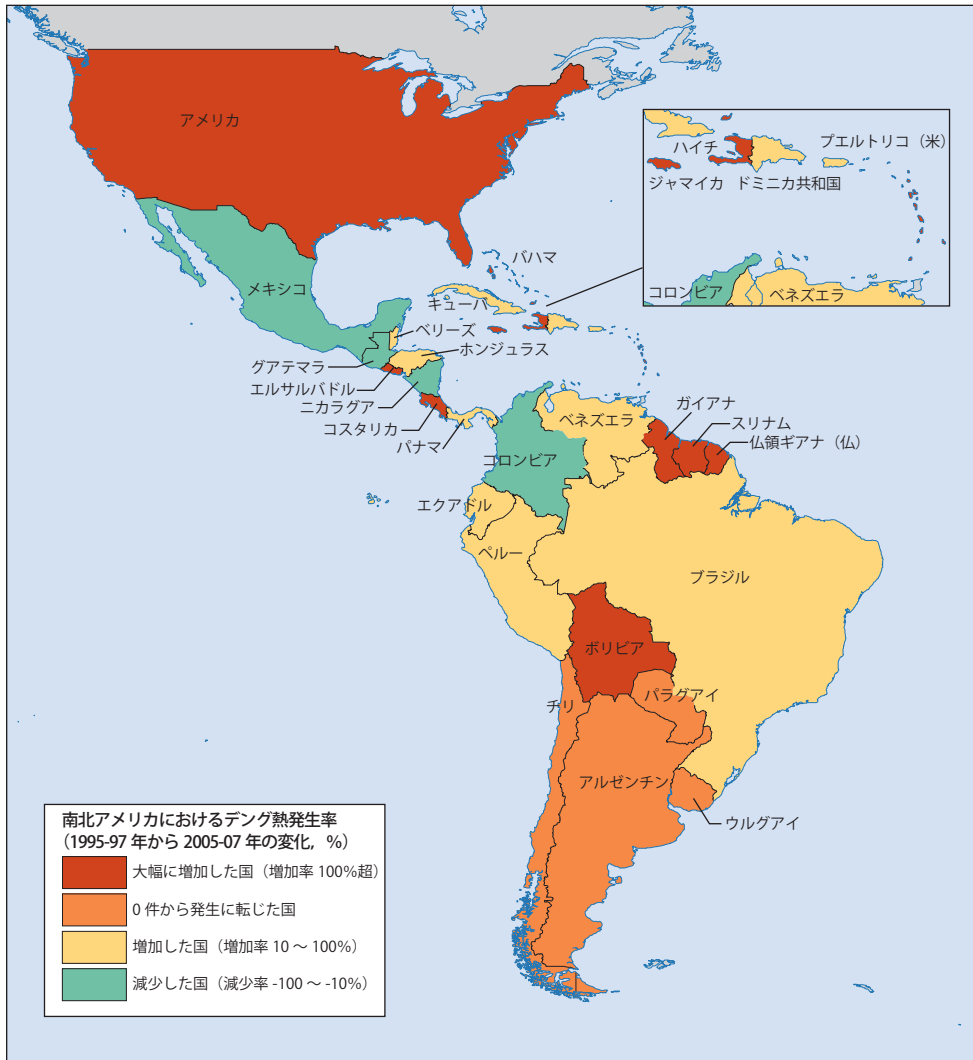 アメリカ
ハイチ
プエルトリコ（米）
ジャマイカ
ドミニカ共和国
コロンビア
ベネズエラ
バハマ
メキシコ
キューバ
ベリーズ
ホンジュラス
グアテマラ
エルサルバドル
ニカラグア
コスタリカ
パナマ
コロンビア
ベネズエラ
ガイアナ
スリナム
仏領ギアナ（仏）
エクアドル
ペルー
ブラジル
ボリビア
パラグアイ
チリ
アルゼンチン
ウルグアイ
南北アメリカにおけるデング熱発生率
（1995-97 年から 2005-07 年の変化，%）
大幅に増加した国（増加率 100%超）
0 件から発生に転じた国
増加した国（増加率 10 〜 100%）
減少した国（減少率 -100 〜 -10%）